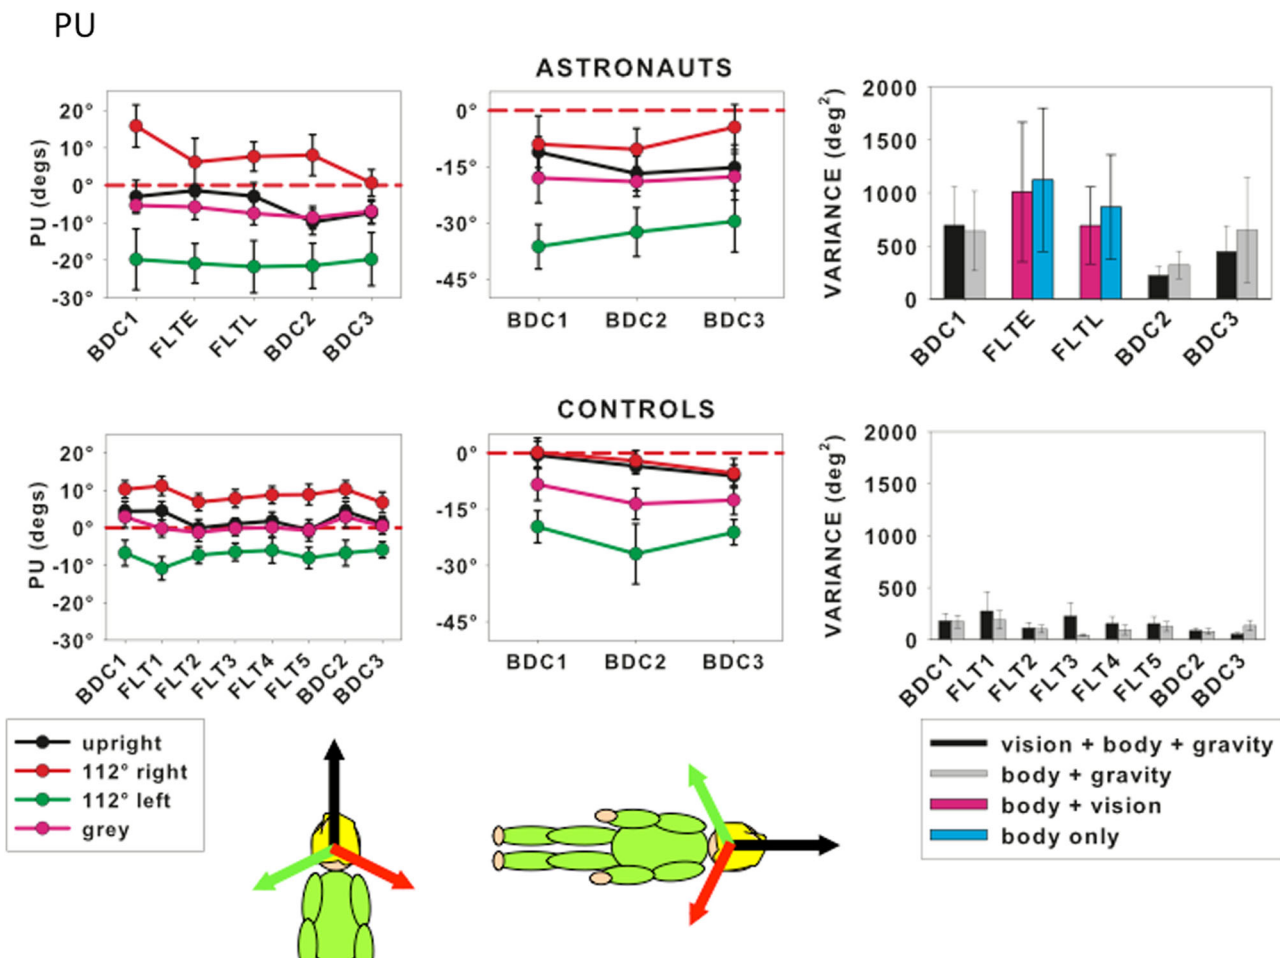 PU
ASTRONAUTS
PU (degs)
20°
10°
0°
-10°
-20°
-30°
BDC1
FLTE
FLTL
BDC2
BDC3
0°
-15°
-30°
-45°
BDC1
BDC2
BDC3
VARIANCE (deg²)
2000
1500
1000
500
0
BDC1
FLTE
FLTL
BDC2
BDC3
CONTROLS
PU (degs)
20°
10°
0°
-10°
-20°
-30°
BDC1
FLT1
FLT2
FLT3
FLT4
FLT5
BDC2
BDC3
0°
-15°
-30°
-45°
BDC1
BDC2
BDC3
VARIANCE (deg²)
2000
1500
1000
500
0
BDC1
FLT1
FLT2
FLT3
FLT4
FLT5
BDC2
BDC3
upright
112° right
112° left
grey
vision + body + gravity
body + gravity
body + vision
body only